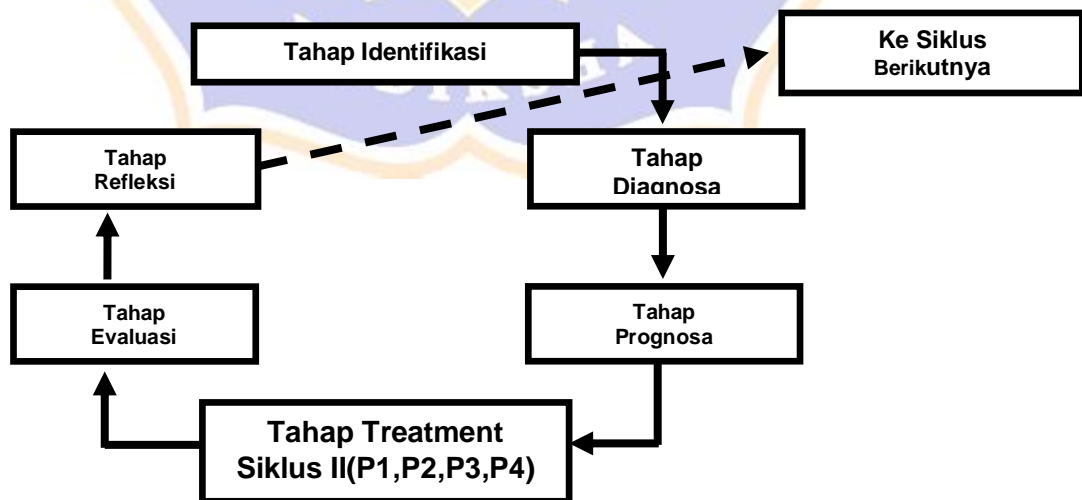 Tahap Identifikasi
Ke Siklus
Berikutnya
Tahap
Refleksi
Tahap
Diagnosa
Tahap
Evaluasi
Tahap
Prognosa
Tahap Treatment
Siklus II(P1,P2,P3,P4)